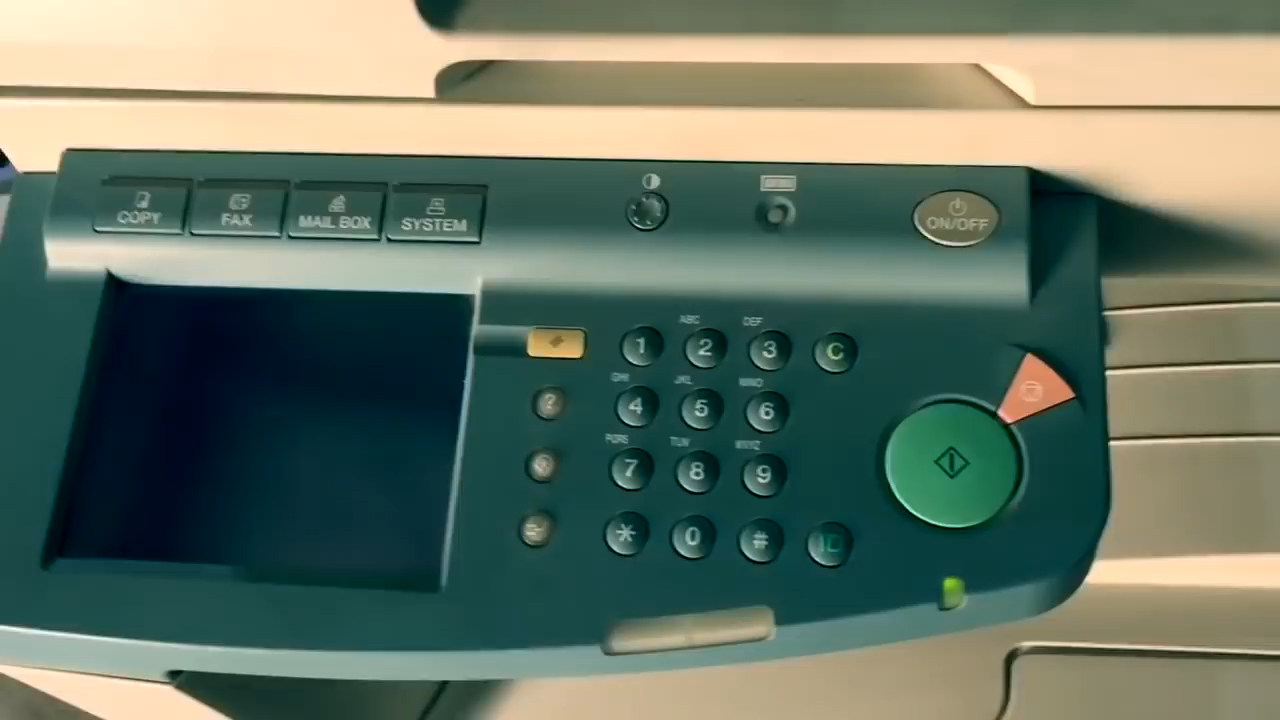 COPY FAX MAIL BOX SYSTEM
ON/OFF
ABC DEF
1 2 3 C
GHI JKL MNO
? 4 5 6
PQRS TUV WXYZ
7 8 9
* 0 # ID